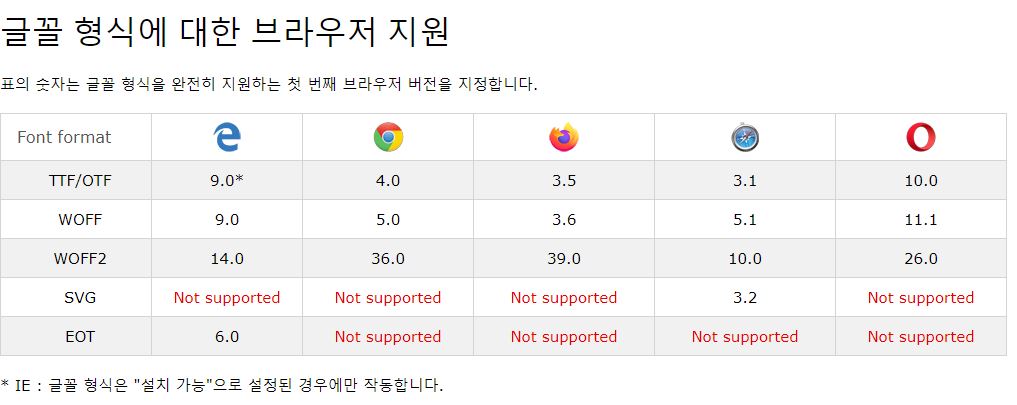 글꼴 형식에 대한 브라우저 지원
표의 숫자는 글꼴 형식을 완전히 지원하는 첫 번째 브라우저 버전을 지정합니다.
Font format
TTF/OTF 9.0* 4.0 3.5 3.1 10.0
WOFF 9.0 5.0 3.6 5.1 11.1
WOFF2 14.0 36.0 39.0 10.0 26.0
SVG Not supported Not supported Not supported 3.2 Not supported
EOT 6.0 Not supported Not supported Not supported Not supported
* IE : 글꼴 형식은 "설치 가능"으로 설정된 경우에만 작동합니다.